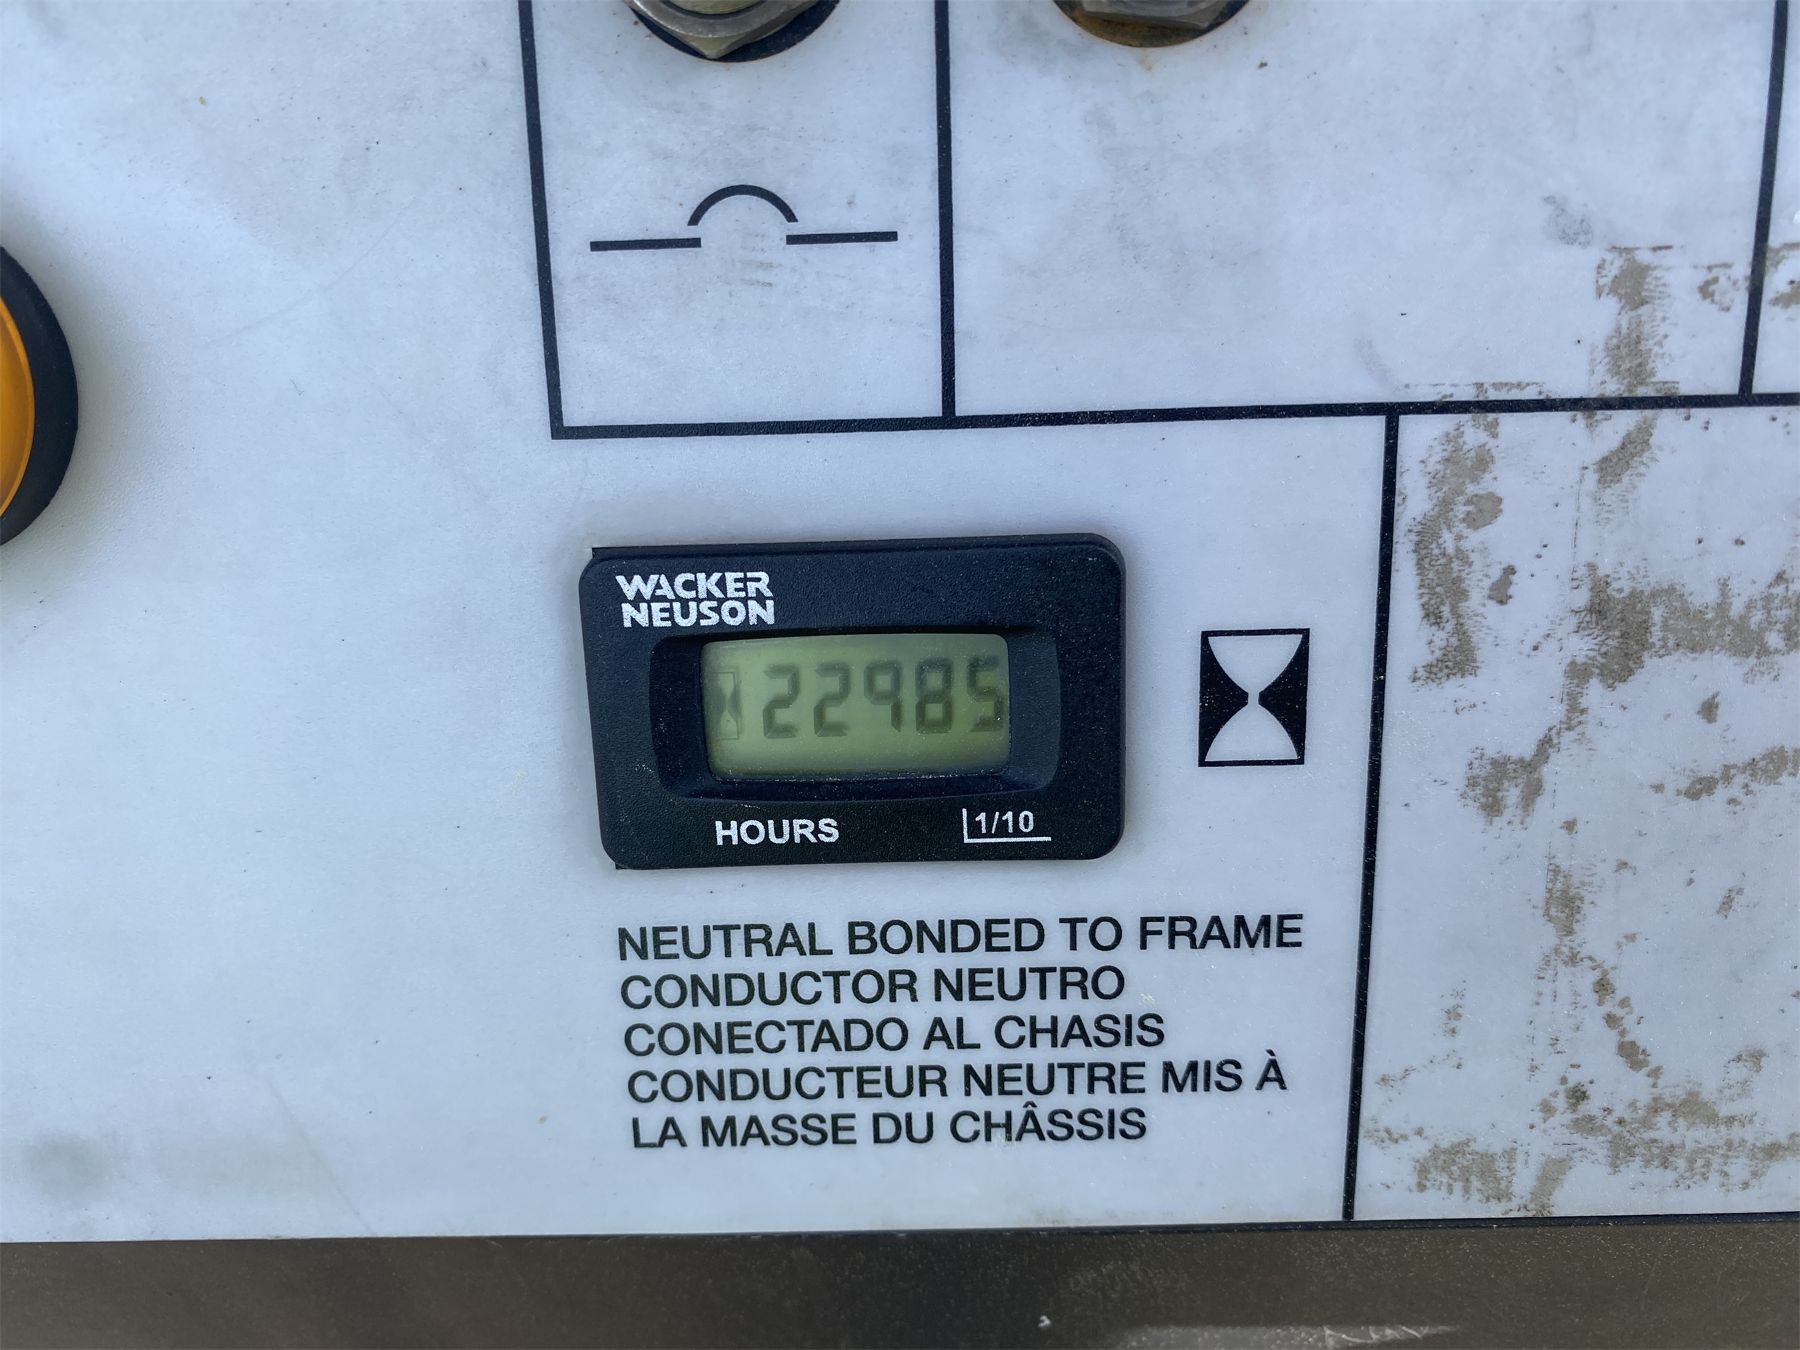 WACKER
NEUSON
22985
HOURS 1/10
NEUTRAL BONDED TO FRAME
CONDUCTOR NEUTRO
CONECTADO AL CHASIS
CONDUCTEUR NEUTRE MIS À
LA MASSE DU CHÂSSIS